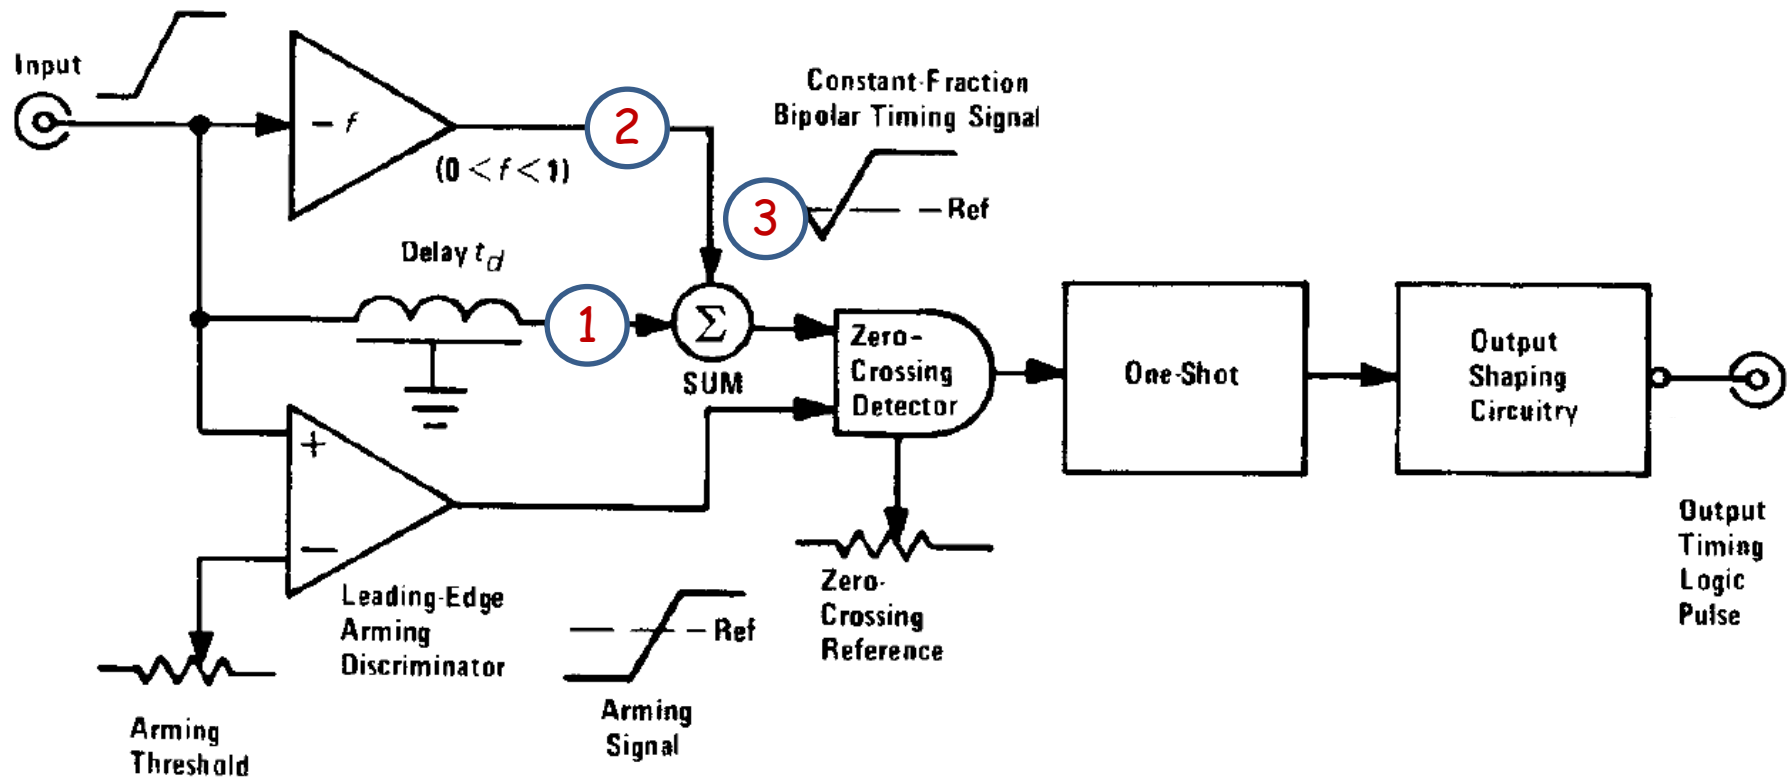 Input
- f
(0 < f < 1)
2
Constant-Fraction
Bipolar Timing Signal
3
- Ref
Delay t_d
1
Σ
SUM
Zero-
Crossing
Detector
One-Shot
Output
Shaping
Circuitry
+
−
Leading-Edge
Arming
Discriminator
- Ref
Arming
Signal
Zero-
Crossing
Reference
Output
Timing
Logic
Pulse
Arming
Threshold